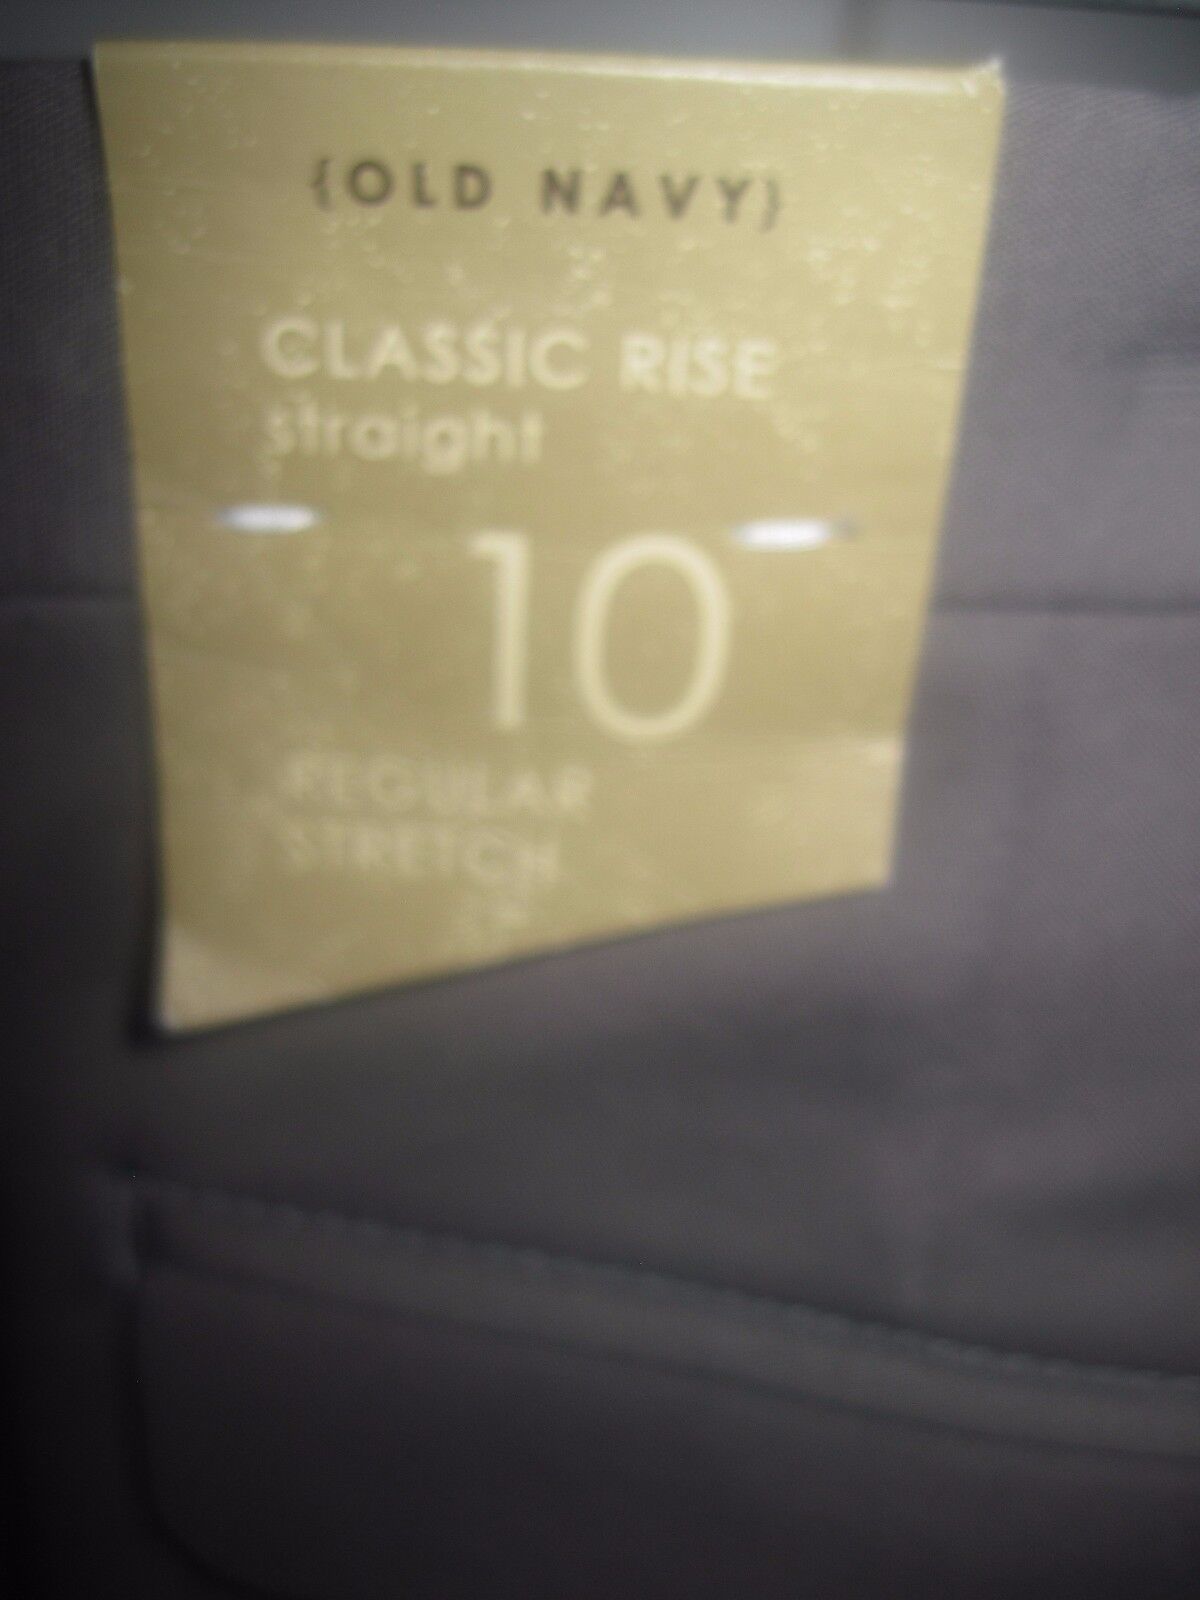 {OLD NAVY}
CLASSIC RISE
straight
10
REGULAR
STRETCH